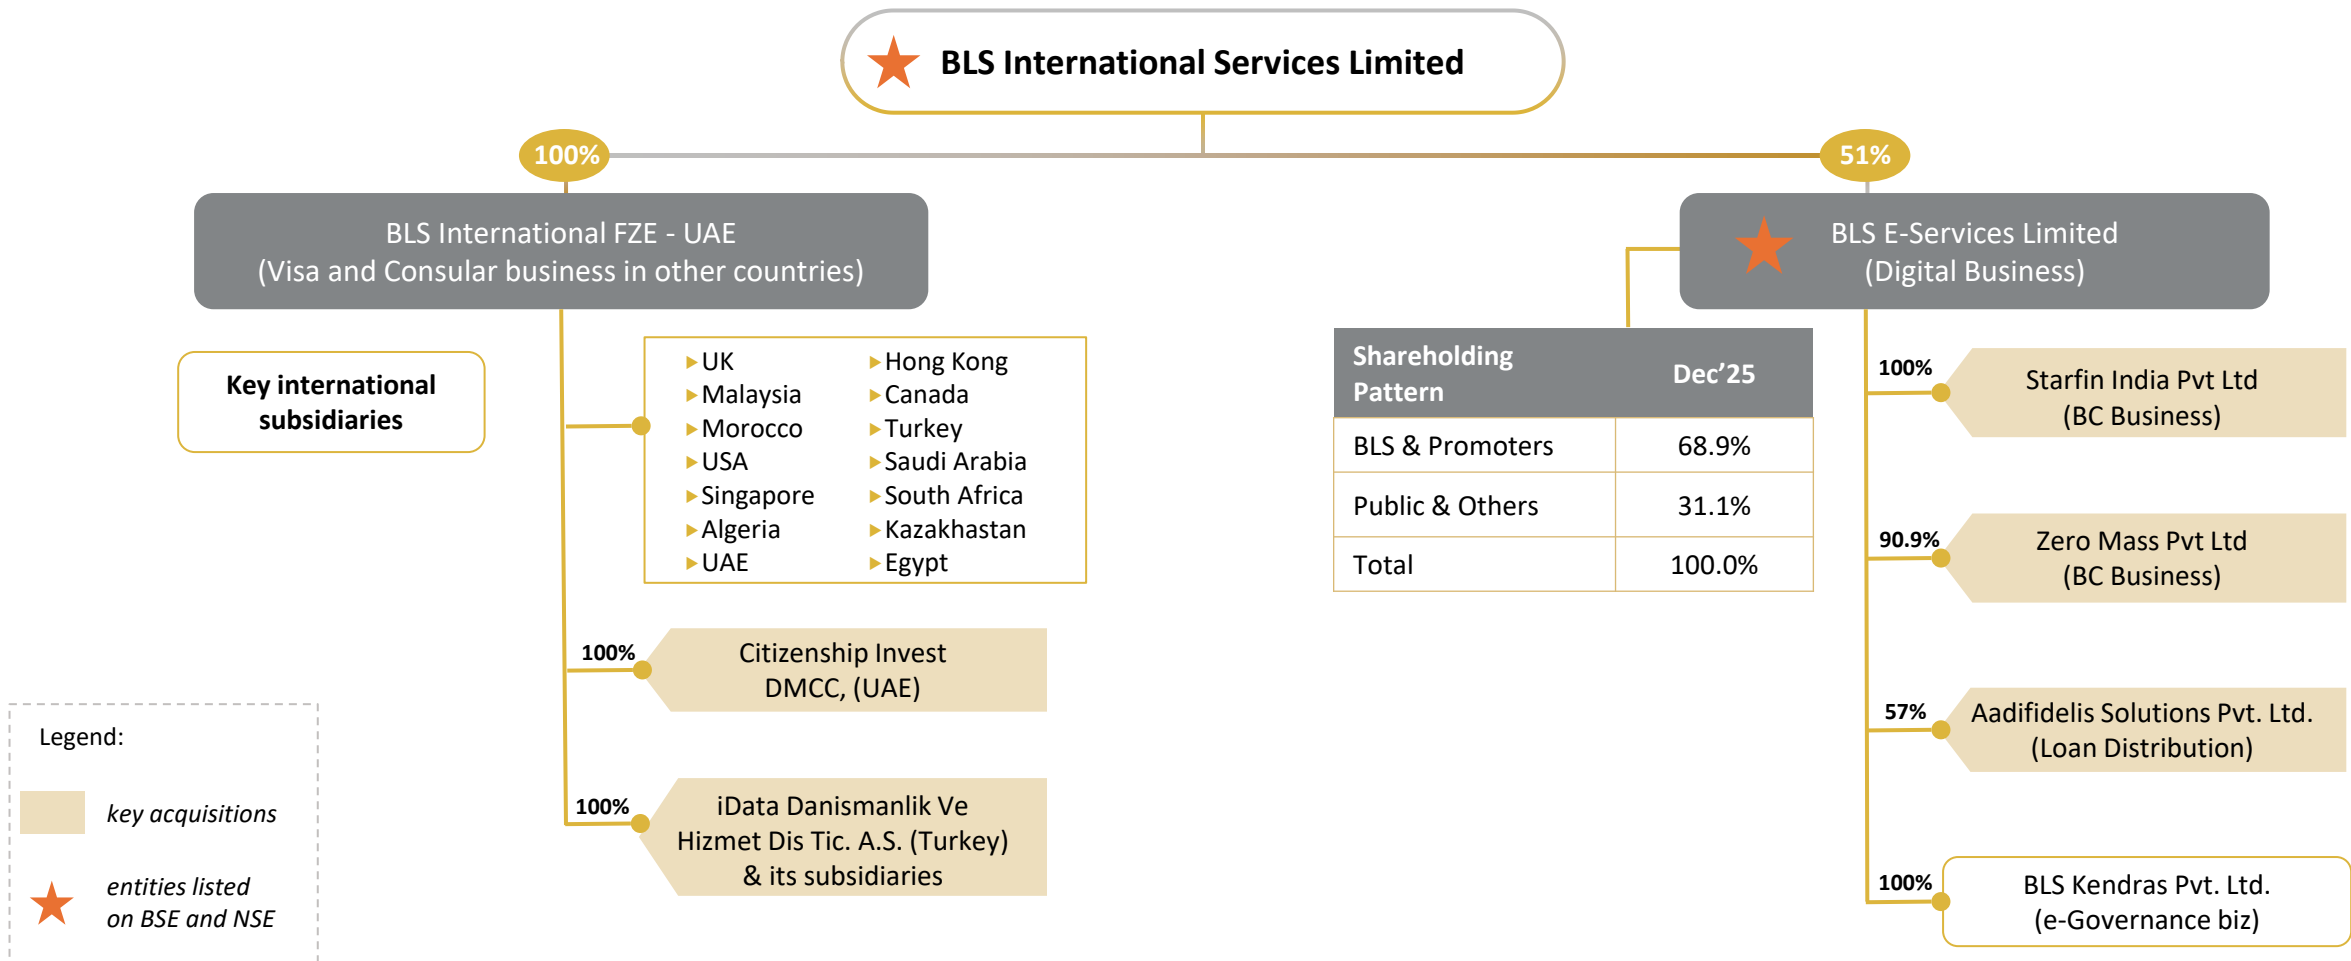 BLS International Services Limited
100%
51%
BLS International FZE - UAE
(Visa and Consular business in other countries)
BLS E-Services Limited
(Digital Business)
Key international
subsidiaries
UK
Malaysia
Morocco
USA
Singapore
Algeria
UAE
Hong Kong
Canada
Turkey
Saudi Arabia
South Africa
Kazakhastan
Egypt
100%
Citizenship Invest
DMCC, (UAE)
100%
iData Danismanlik Ve
Hizmet Dis Tic. A.S. (Turkey)
& its subsidiaries
Shareholding
Pattern
Dec’25
BLS & Promoters 68.9%
Public & Others 31.1%
Total 100.0%
100%
Starfin India Pvt Ltd
(BC Business)
90.9%
Zero Mass Pvt Ltd
(BC Business)
57%
Aadifidelis Solutions Pvt. Ltd.
(Loan Distribution)
100%
BLS Kendras Pvt. Ltd.
(e-Governance biz)
Legend:
key acquisitions
entities listed
on BSE and NSE